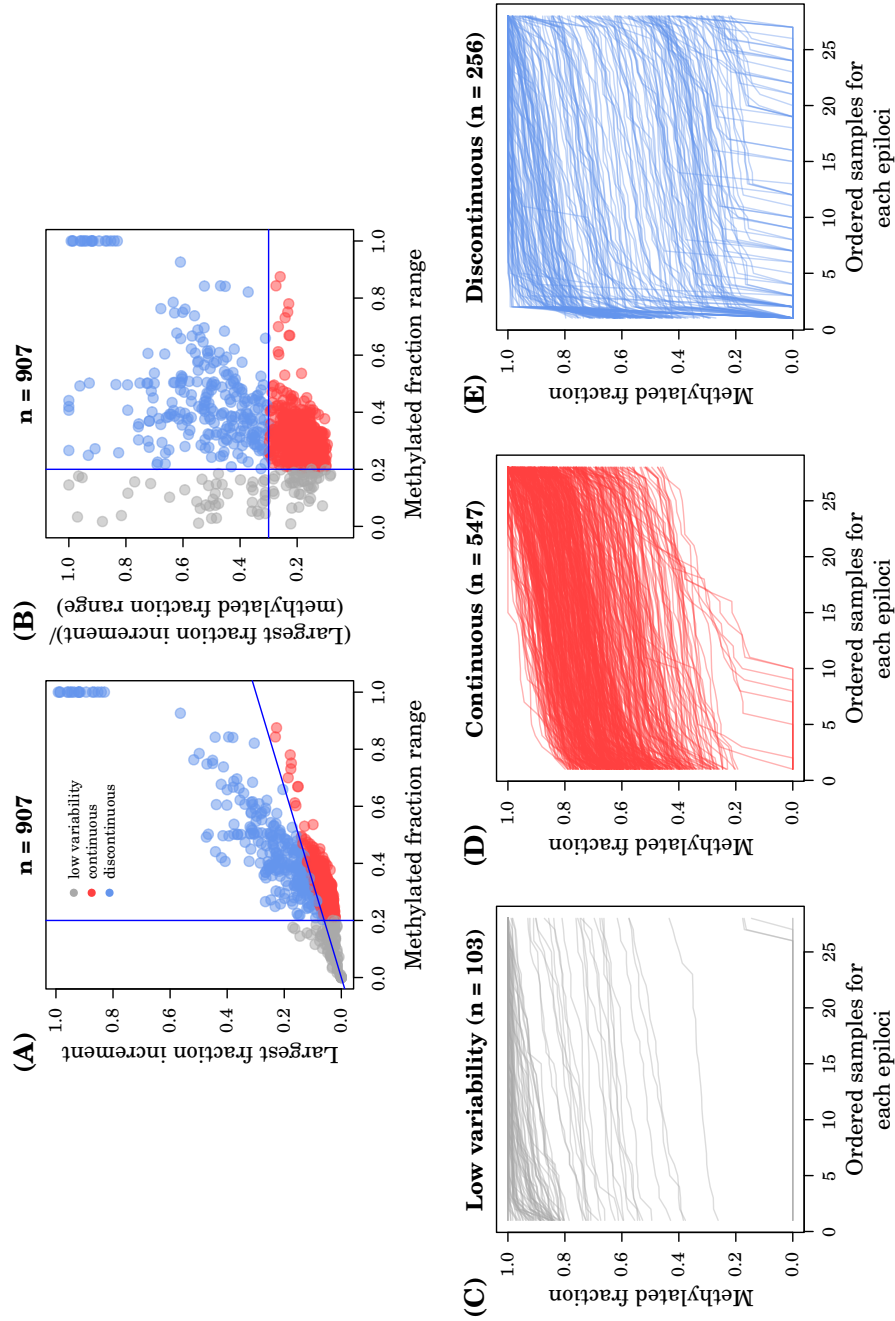 (A)
n = 907
Largest fraction increment
1.0
0.8
0.6
0.4
0.2
0.0
low variability
continuous
discontinuous
0.0 0.2 0.4 0.6 0.8 1.0
Methylated fraction range
(B)
n = 907
(Largest fraction increment)/
(methylated fraction range)
1.0
0.8
0.6
0.4
0.2
0.0 0.2 0.4 0.6 0.8 1.0
Methylated fraction range
(C)
Low variability (n = 103)
Methylated fraction
1.0
0.8
0.6
0.4
0.2
0.0
0 5 10 15 20 25
Ordered samples for
each epiloci
(D)
Continuous (n = 547)
Methylated fraction
1.0
0.8
0.6
0.4
0.2
0.0
0 5 10 15 20 25
Ordered samples for
each epiloci
(E)
Discontinuous (n = 256)
Methylated fraction
1.0
0.8
0.6
0.4
0.2
0.0
0 5 10 15 20 25
Ordered samples for
each epiloci